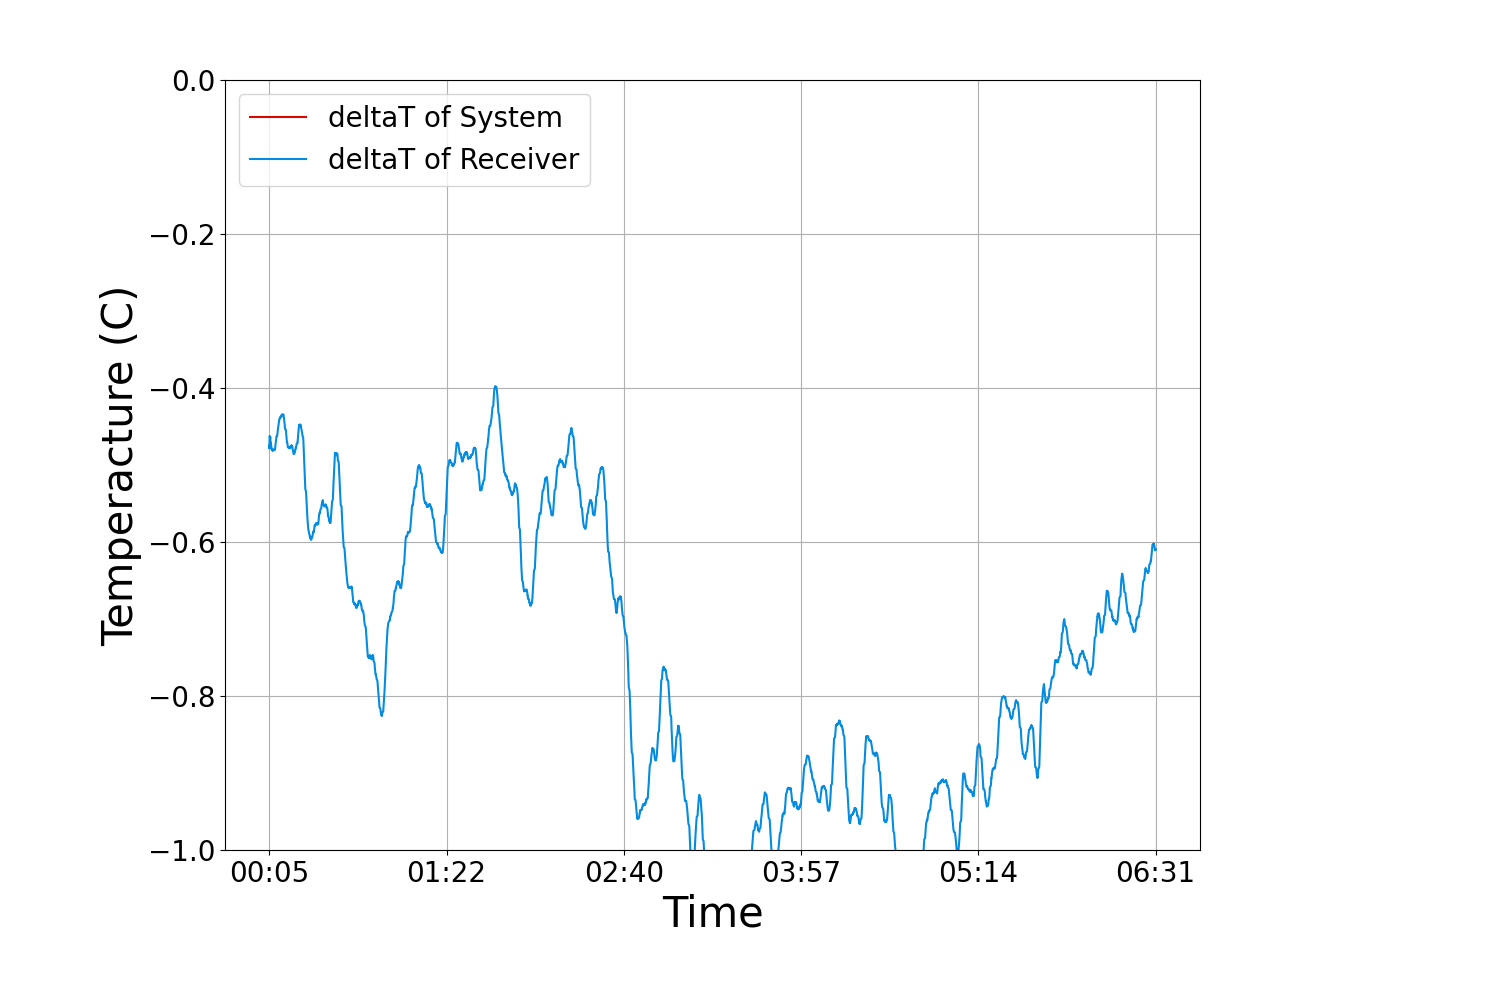 0.0
deltaT of System
deltaT of Receiver
−0.2
−0.4
−0.6
−0.8
−1.0
Temperacture (C)
00:05 01:22 02:40 03:57 05:14 06:31
Time